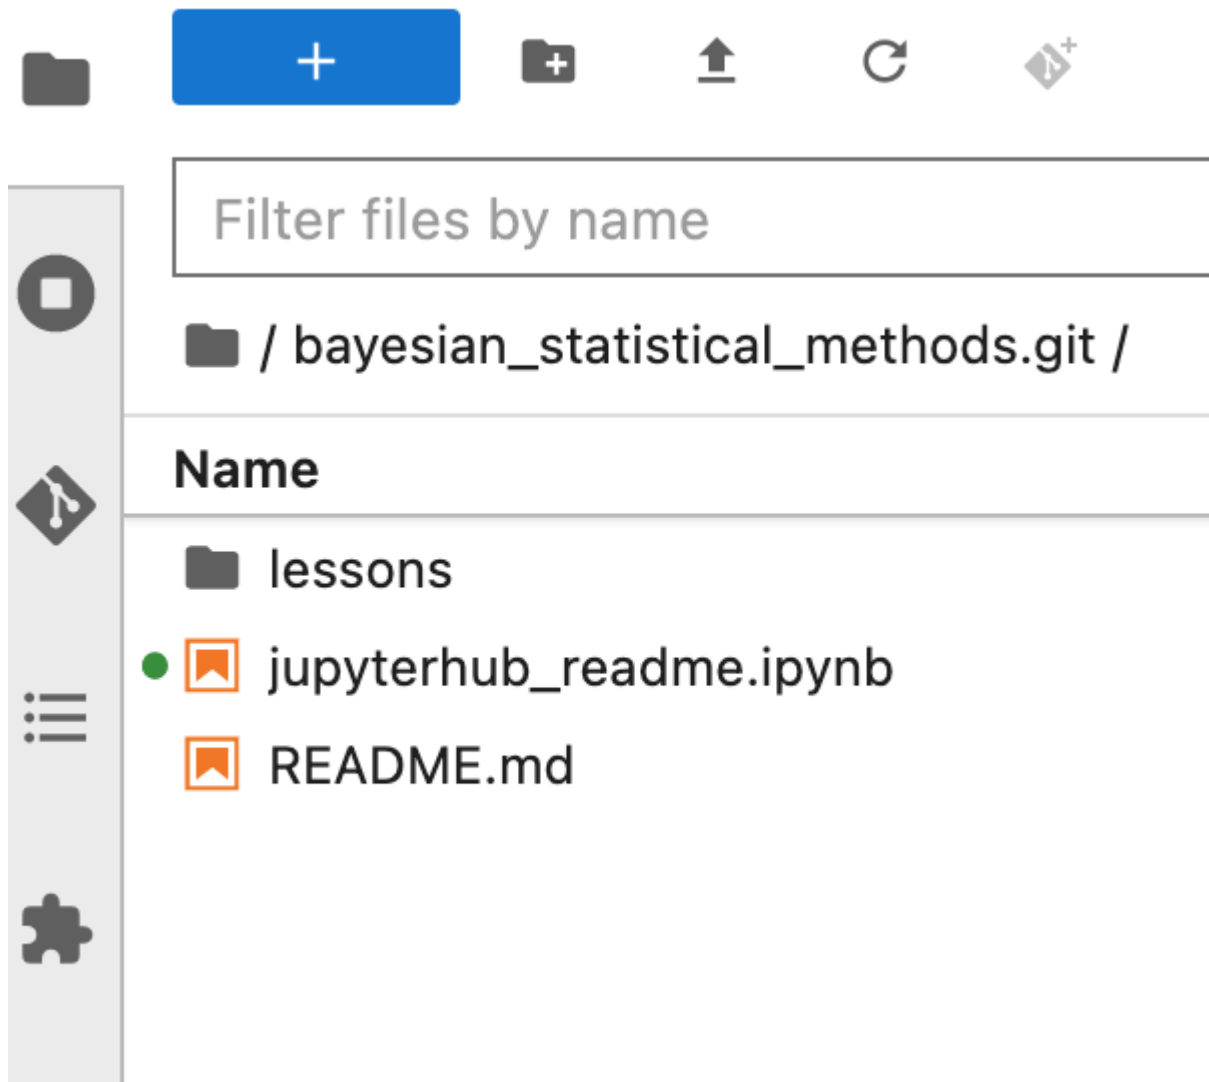 Filter files by name
/ bayesian_statistical_methods.git /
Name
lessons
jupyterhub_readme.ipynb
README.md